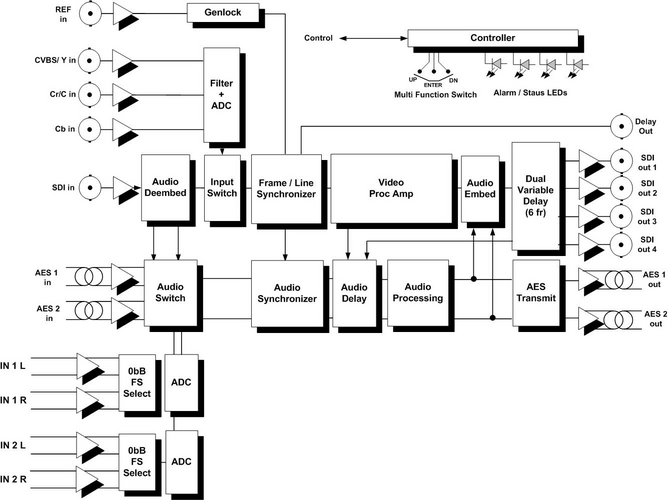 REF
in
Genlock
Control
Controller
CVBS/ Y in
Cr/C in
Cb in
Filter
+
ADC
UP
ENTER
DN
Multi Function Switch
Alarm / Staus LEDs
Delay
Out
SDI in
Audio
Deembed
Input
Switch
Frame / Line
Synchronizer
Video
Proc Amp
Audio
Embed
Dual
Variable
Delay
(6 fr)
SDI
out 1
SDI
out 2
SDI
out 3
SDI
out 4
AES 1
in
AES 2
in
Audio
Switch
Audio
Synchronizer
Audio
Delay
Audio
Processing
AES
Transmit
AES 1
out
AES 2
out
IN 1 L
IN 1 R
0bB
FS
Select
ADC
IN 2 L
IN 2 R
0bB
FS
Select
ADC